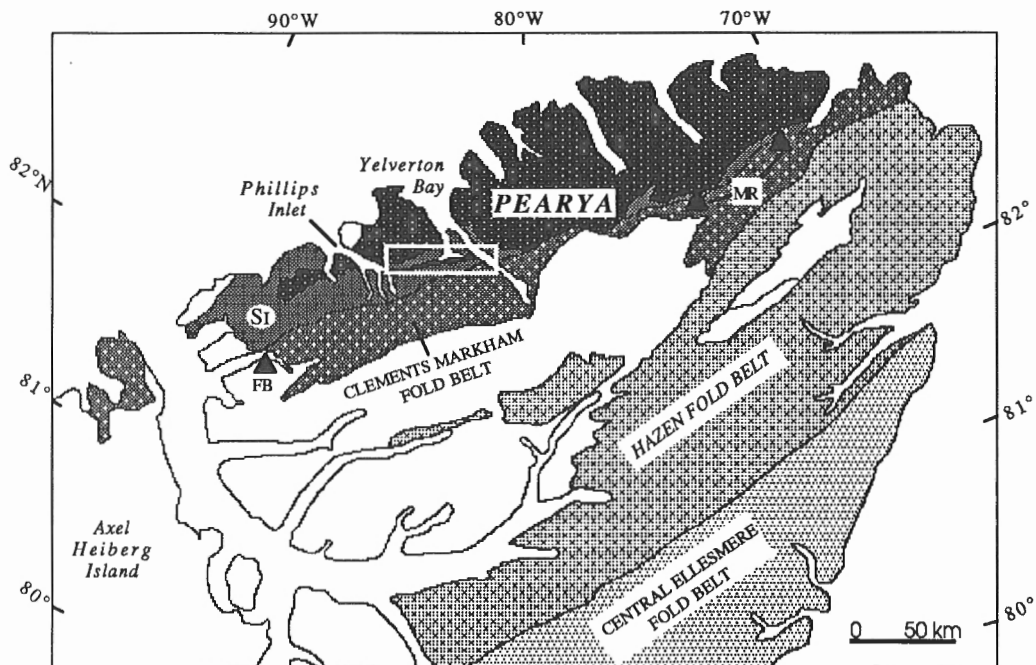 90°W
80°W
70°W
82°N
Yelverton
Bay
Phillips
Inlet
PEARYA
MR
82°
SI
FB
CLEMENTS MARKHAM
FOLD BELT
81°
81°
HAZEN FOLD BELT
Axel
Heiberg
Island
CENTRAL ELLESMERE
FOLD BELT
80°
80°
0 50 km